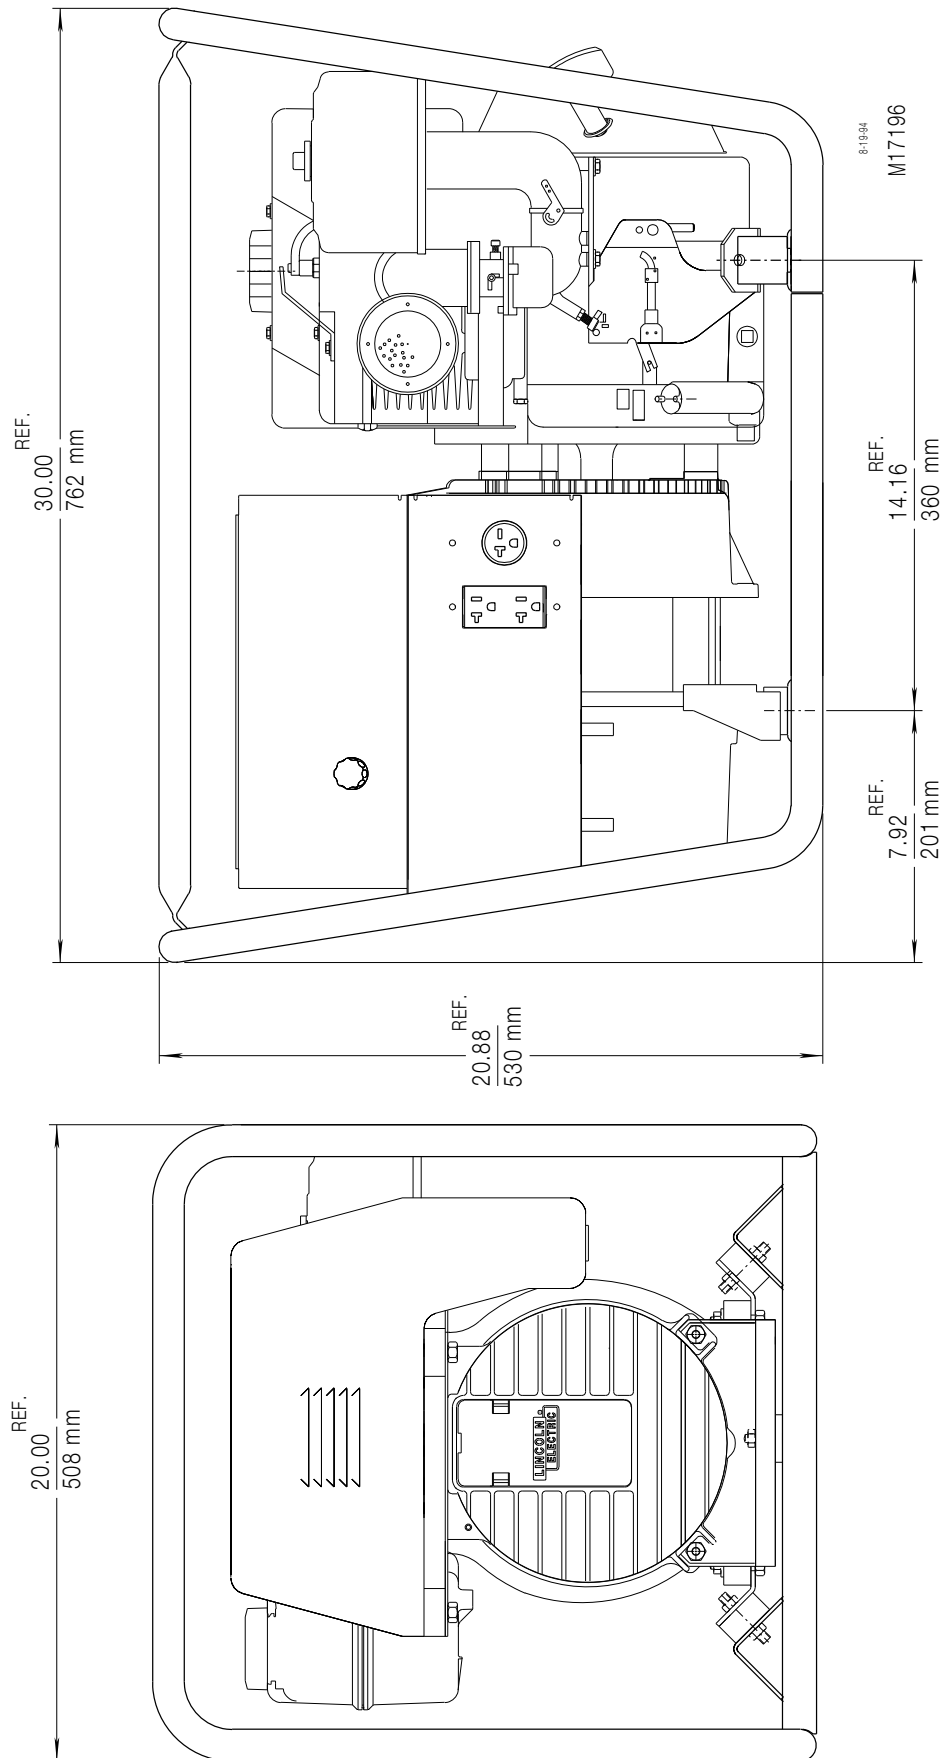 REF.
30.00
762 mm
8-19-94
M17196
REF.
14.16
360 mm
REF.
7.92
201 mm
REF.
20.88
530 mm
REF.
20.00
508 mm
LINCOLN
ELECTRIC